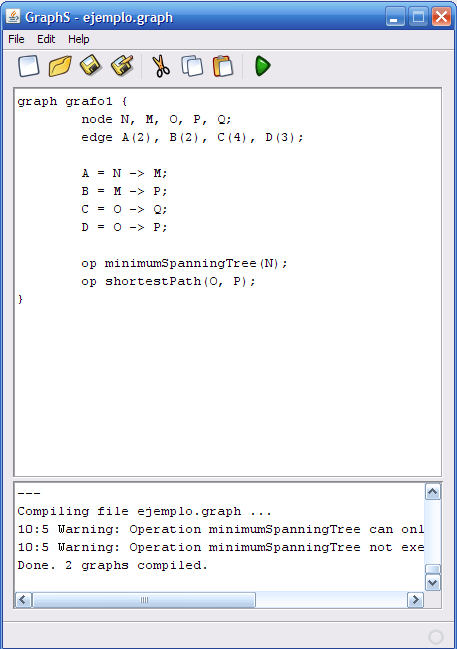 GraphS - ejemplo.graph
File Edit Help
graph grafo1 {
node N, M, O, P, Q;
edge A(2), B(2), C(4), D(3);
A = N -> M;
B = M -> P;
C = O -> Q;
D = O -> P;
op minimumSpanningTree(N);
op shortestPath(O, P);
}
---
Compiling file ejemplo.graph ...
10:5 Warning: Operation minimumSpanningTree can onl
10:5 Warning: Operation minimumSpanningTree not exe
Done. 2 graphs compiled.